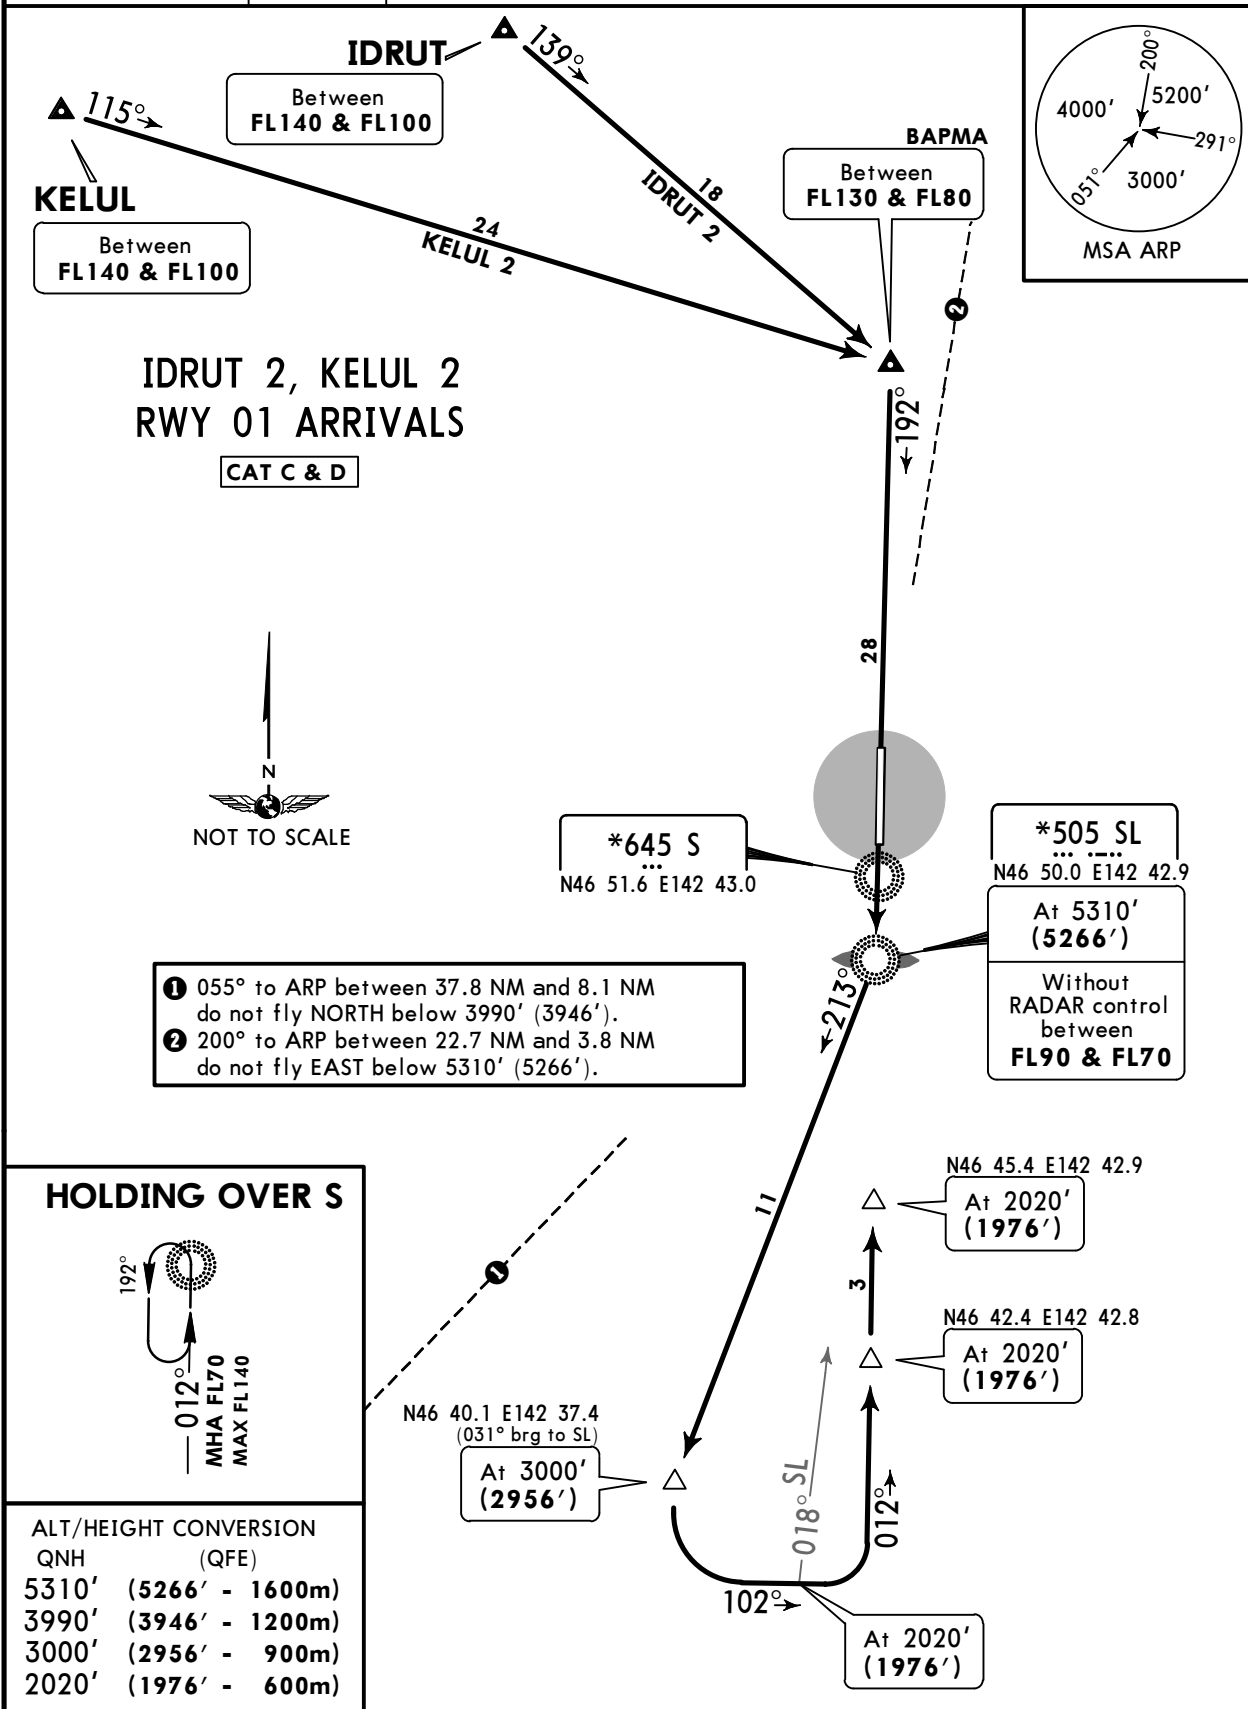 IDRUT
139°
Between
FL140 & FL100
115°
KELUL
Between
FL140 & FL100
18
IDRUT 2
24
KELUL 2
BAPMA
Between
FL130 & FL80
200°
4000'
5200'
291°
051°
3000'
MSA ARP
2
IDRUT 2, KELUL 2
RWY 01 ARRIVALS
CAT C & D
192°
28
N
NOT TO SCALE
*645 S
N46 51.6 E142 43.0
*505 SL
N46 50.0 E142 42.9
At 5310'
(5266')
Without
RADAR control
between
FL90 & FL70
1 055° to ARP between 37.8 NM and 8.1 NM
do not fly NORTH below 3990' (3946').
2 200° to ARP between 22.7 NM and 3.8 NM
do not fly EAST below 5310' (5266').
213°
11
N46 45.4 E142 42.9
At 2020'
(1976')
3
N46 42.4 E142 42.8
At 2020'
(1976')
HOLDING OVER S
192°
012°
MHA FL70
MAX FL140
1
N46 40.1 E142 37.4
(031° brg to SL)
At 3000'
(2956')
018° SL
012°
102°
At 2020'
(1976')
ALT/HEIGHT CONVERSION
QNH (QFE)
5310' (5266' - 1600m)
3990' (3946' - 1200m)
3000' (2956' - 900m)
2020' (1976' - 600m)